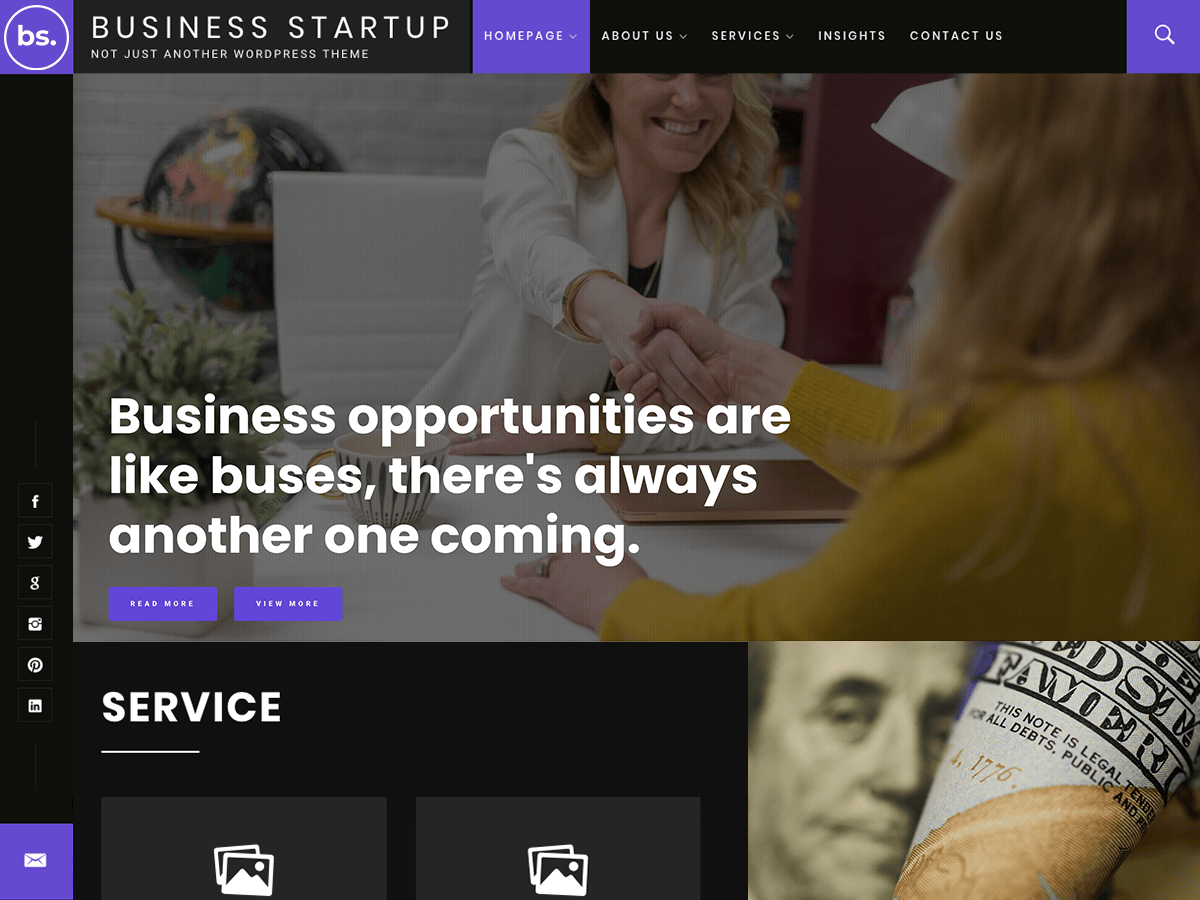 bs.
BUSINESS STARTUP
NOT JUST ANOTHER WORDPRESS THEME
HOMEPAGE
ABOUT US
SERVICES
INSIGHTS
CONTACT US
Business opportunities are
like buses, there's always
another one coming.
READ MORE
VIEW MORE
SERVICE
THIS NOTE IS LEGAL TENDER
FOR ALL DEBTS, PUBLIC AND
4, 1776.